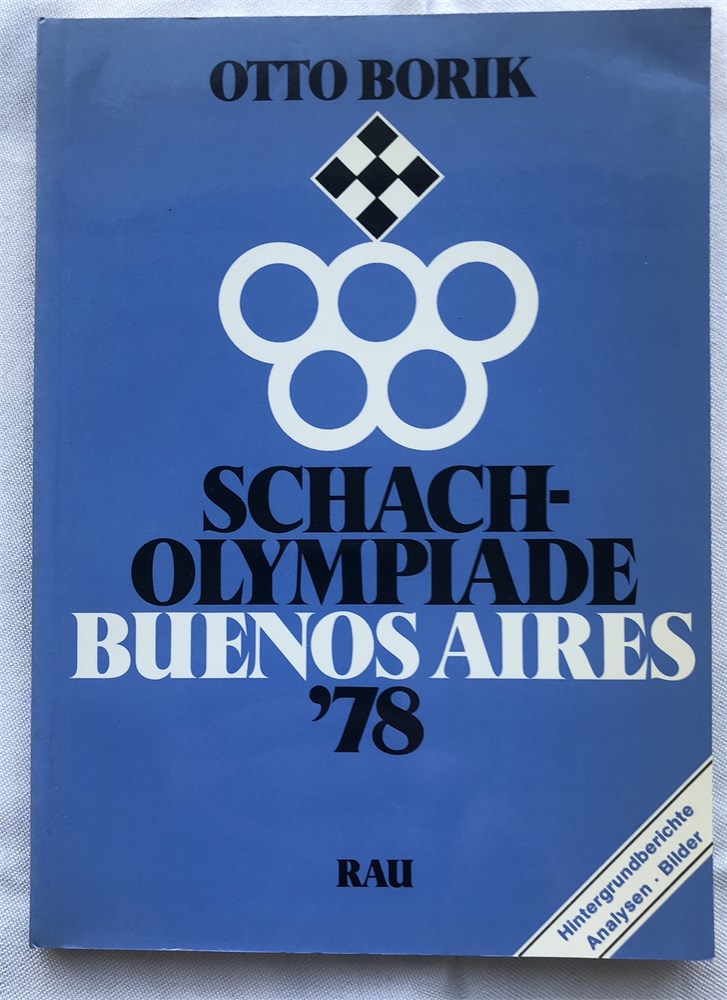 OTTO BORIK
SCHACH-
OLYMPIADE
BUENOS AIRES
’78
RAU
Hintergrundberichte
Analysen · Bilder